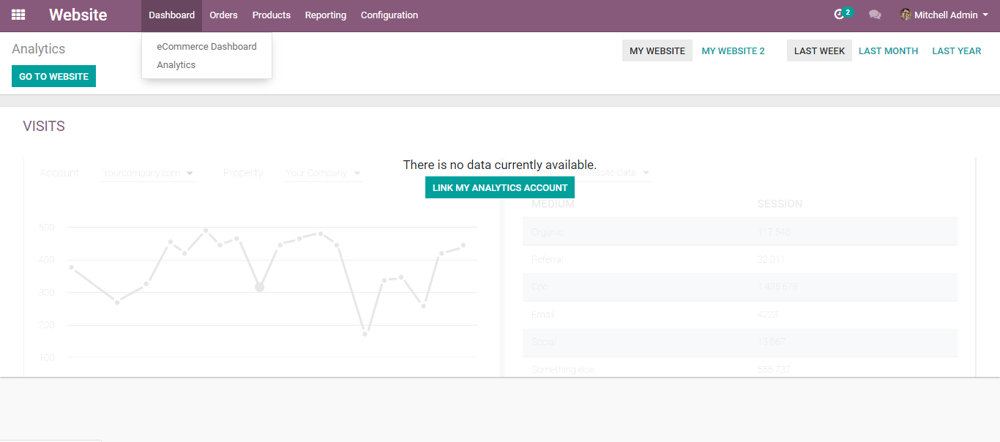 Website Dashboard Orders Products Reporting Configuration 2 Mitchell Admin
Analytics
eCommerce Dashboard
Analytics
MY WEBSITE MY WEBSITE 2 LAST WEEK LAST MONTH LAST YEAR
GO TO WEBSITE
VISITS
There is no data currently available.
Account Yourcompany.com Property Your Company Wesite Data
LINK MY ANALYTICS ACCOUNT
MEDIUM SESSION
500
400
300
200
100
Organic 117.546
Referral 32.011
Cpc 1.435.678
Email 4223
Social 13.567
Something else 556.732